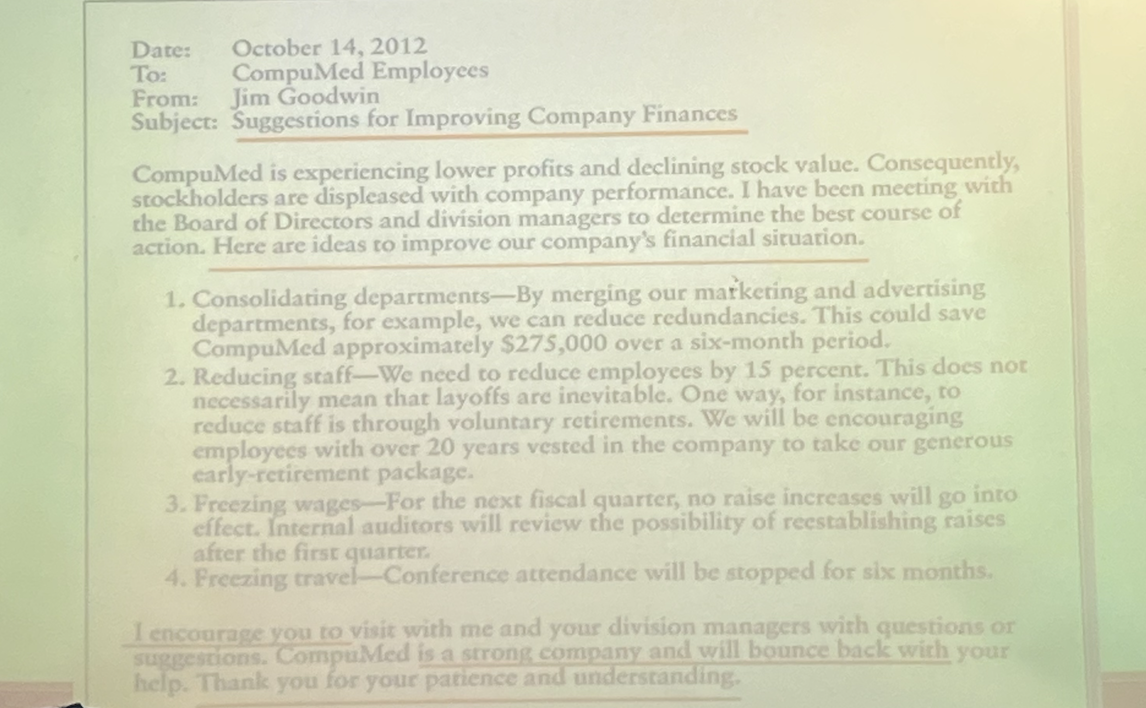 Date: October 14, 2012
To: CompuMed Employees
From: Jim Goodwin
Subject: Suggestions for Improving Company Finances
CompuMed is experiencing lower profits and declining stock value. Consequently,
stockholders are displeased with company performance. I have been meeting with
the Board of Directors and division managers to determine the best course of
action. Here are ideas to improve our company's financial situation.
1. Consolidating departments—By merging our marketing and advertising
departments, for example, we can reduce redundancies. This could save
CompuMed approximately $275,000 over a six-month period.
2. Reducing staff—We need to reduce employees by 15 percent. This does not
necessarily mean that layoffs are inevitable. One way, for instance, to
reduce staff is through voluntary retirements. We will be encouraging
employees with over 20 years vested in the company to take our generous
early-retirement package.
3. Freezing wages—For the next fiscal quarter, no raise increases will go into
effect. Internal auditors will review the possibility of reestablishing raises
after the first quarter.
4. Freezing travel—Conference attendance will be stopped for six months.
I encourage you to visit with me and your division managers with questions or
suggestions. CompuMed is a strong company and will bounce back with your
help. Thank you for your patience and understanding.